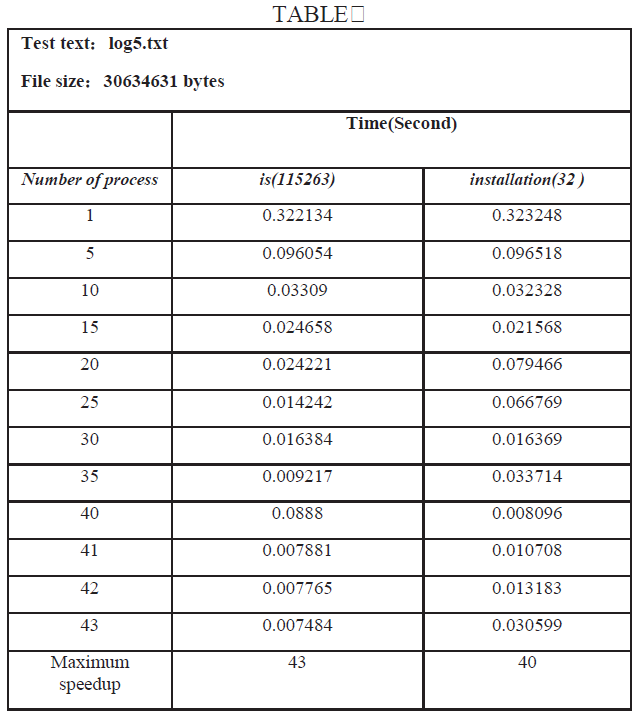 TABLE
Test text：log5.txt
File size：30634631 bytes
Time(Second)
Number of process is(115263) installation(32 )
1 0.322134 0.323248
5 0.096054 0.096518
10 0.03309 0.032328
15 0.024658 0.021568
20 0.024221 0.079466
25 0.014242 0.066769
30 0.016384 0.016369
35 0.009217 0.033714
40 0.0888 0.008096
41 0.007881 0.010708
42 0.007765 0.013183
43 0.007484 0.030599
Maximum speedup 43 40